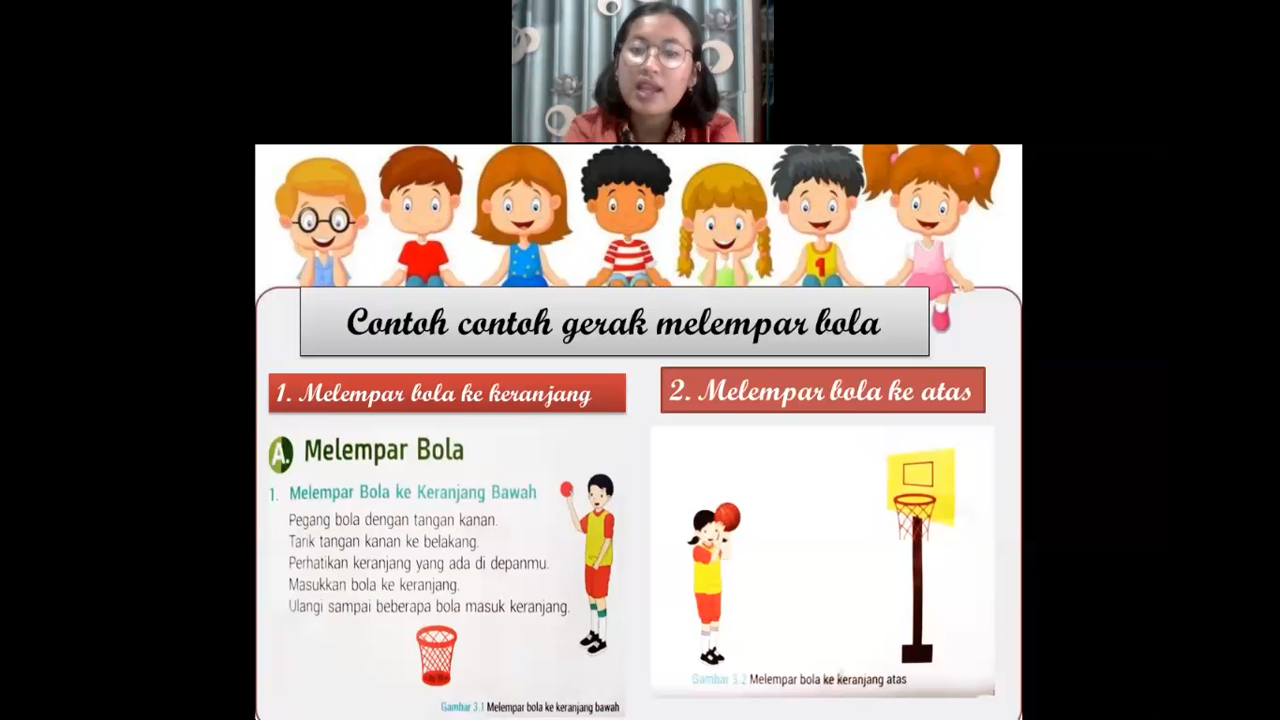 Contoh contoh gerak melempar bola
1. Melempar bola ke keranjang
A. Melempar Bola
1. Melempar Bola ke Keranjang Bawah
Pegang bola dengan tangan kanan.
Tarik tangan kanan ke belakang.
Perhatikan keranjang yang ada di depanmu.
Masukkan bola ke keranjang.
Ulangi sampai beberapa bola masuk keranjang.
Gambar 3.1 Melempar bola ke keranjang bawah
2. Melempar bola ke atas
Gambar 3.2 Melempar bola ke keranjang atas
1